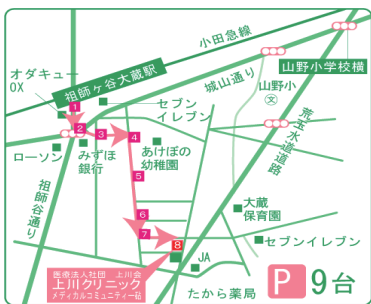 小田急線
祖師ヶ谷大蔵駅
オダキュー
OX
城山通り
山野小学校横
山野小
文
荒玉水道道路
セブン
イレブン
1
2
3
4
ローソン
みずほ
銀行
あけぼの
幼稚園
5
祖師谷通り
6
7
8
大蔵
保育園
JA
セブンイレブン
医療法社団 上川会
上川クリニック
メディカルコミュニティー砧
たから薬局
P 9台